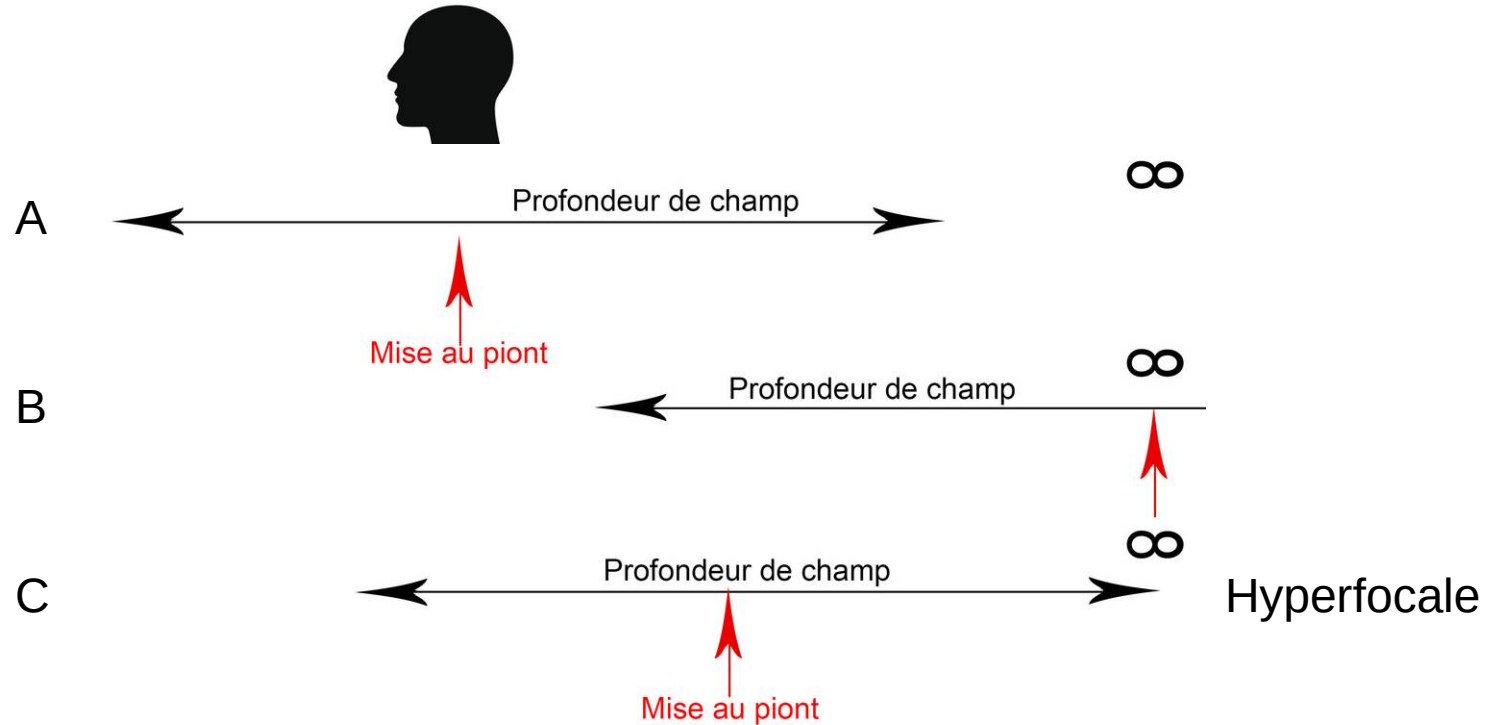 ∞
A
Profondeur de champ
Mise au piont
∞
B
Profondeur de champ
∞
C
Profondeur de champ
Hyperfocale
Mise au piont